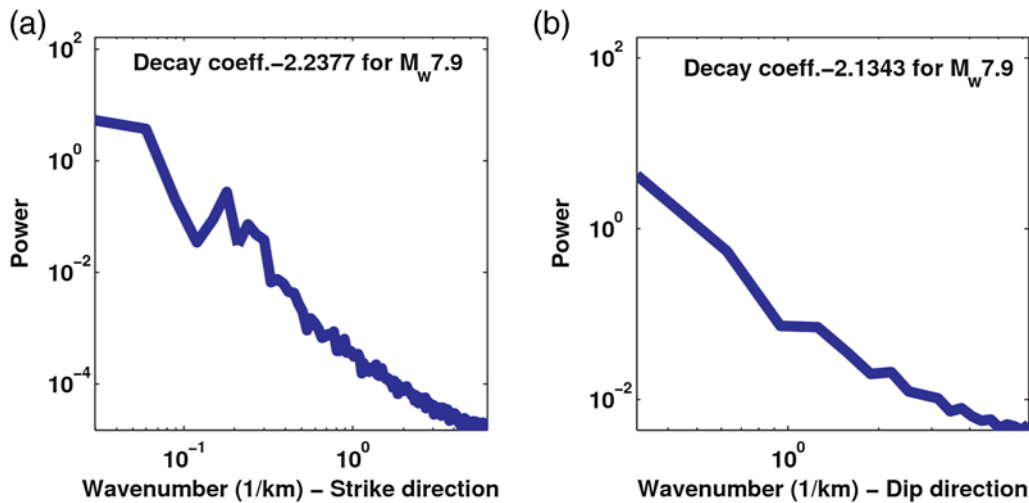 (a)
Decay coeff.−2.2377 for M_w7.9
10^2
10^0
10^−2
10^−4
Power
10^−1
10^0
Wavenumber (1/km) − Strike direction
(b)
Decay coeff.−2.1343 for M_w7.9
10^2
10^0
10^−2
Power
10^0
Wavenumber (1/km) − Dip direction